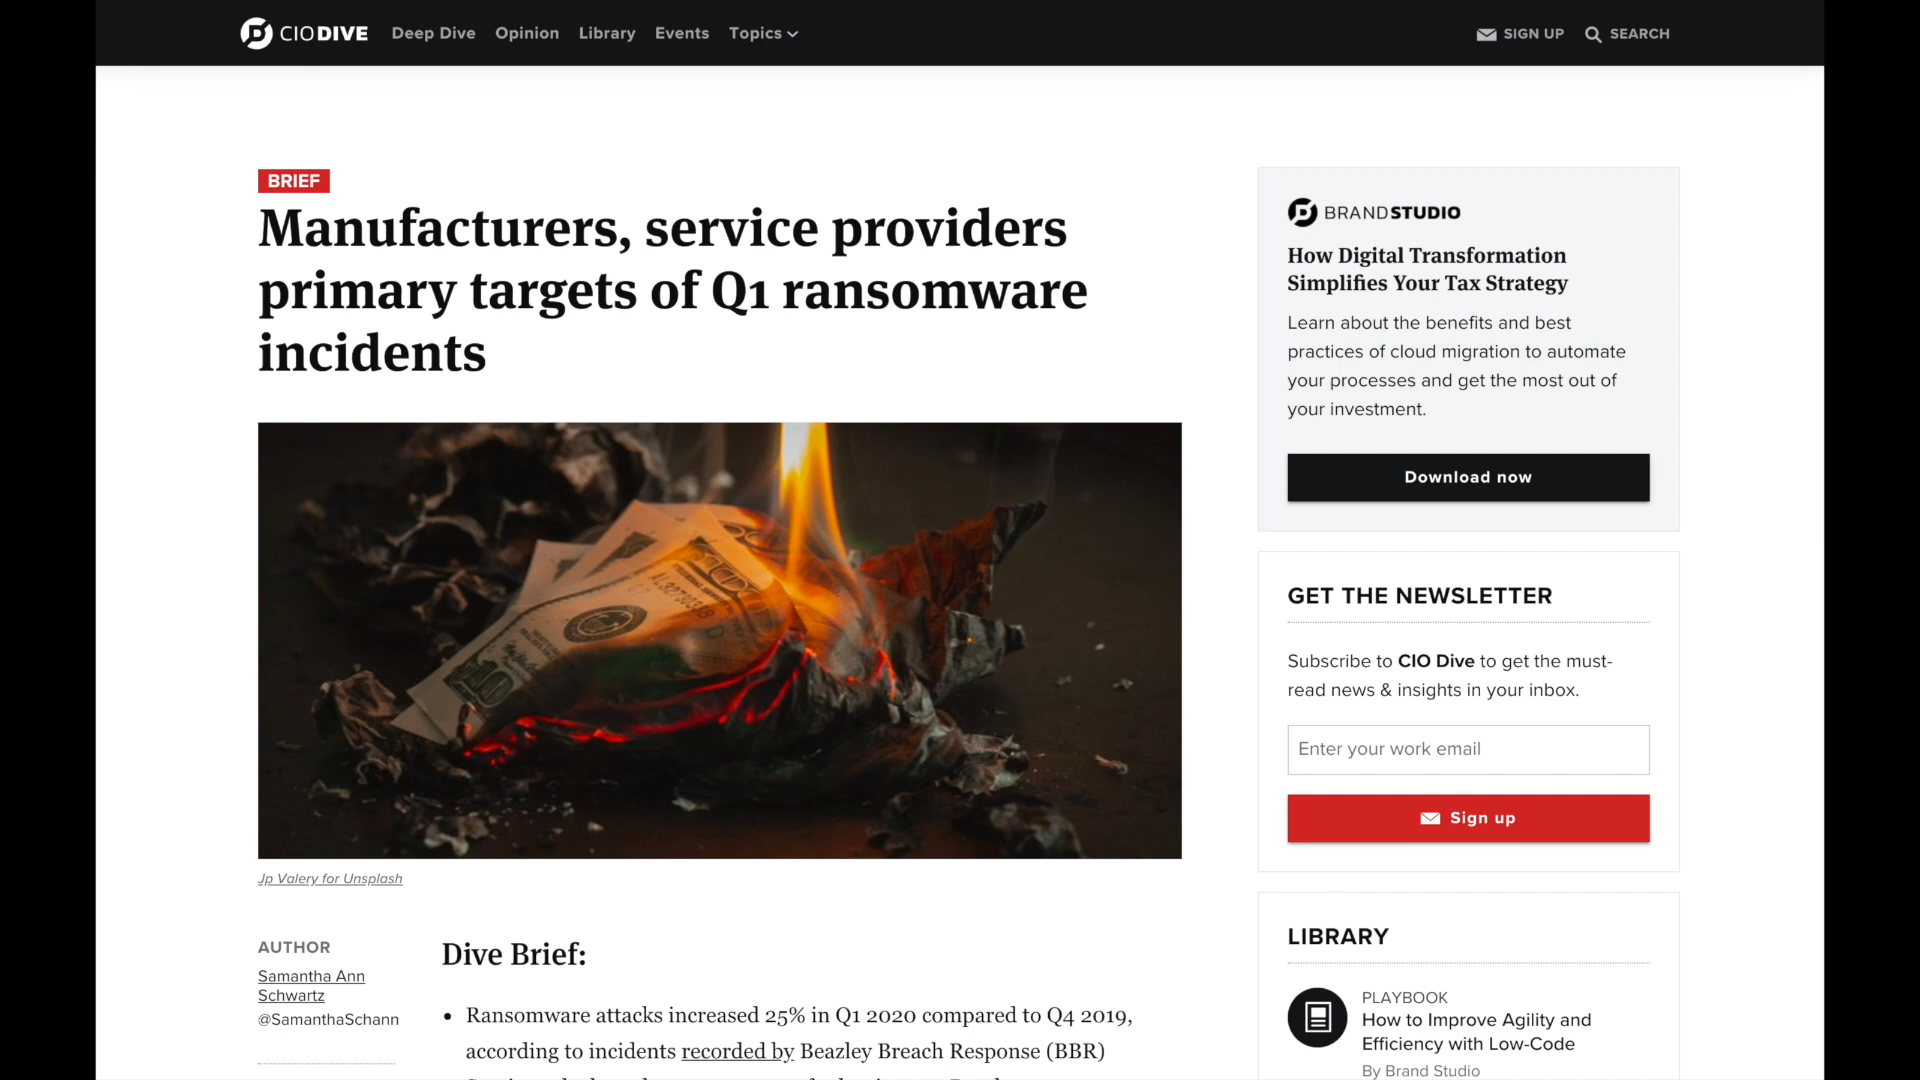 CIODIVE Deep Dive Opinion Library Events Topics SIGN UP SEARCH
BRIEF
Manufacturers, service providers
primary targets of Q1 ransomware
incidents
Jp Valery for Unsplash
AUTHOR
Samantha Ann
Schwartz
@SamanthaSchann
Dive Brief:
• Ransomware attacks increased 25% in Q1 2020 compared to Q4 2019,
according to incidents recorded by Beazley Breach Response (BBR)
BRANDSTUDIO
How Digital Transformation
Simplifies Your Tax Strategy
Learn about the benefits and best
practices of cloud migration to automate
your processes and get the most out of
your investment.
Download now
GET THE NEWSLETTER
Subscribe to CIO Dive to get the must-
read news & insights in your inbox.
Enter your work email
Sign up
LIBRARY
PLAYBOOK
How to Improve Agility and
Efficiency with Low-Code
By Brand Studio